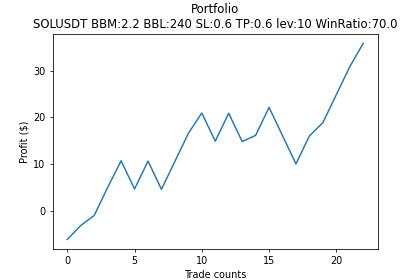 Portfolio
SOLUSDT BBM:2.2 BBL:240 SL:0.6 TP:0.6 lev:10 WinRatio:70.0
30
20
10
0
Profit ($)
0 5 10 15 20
Trade counts